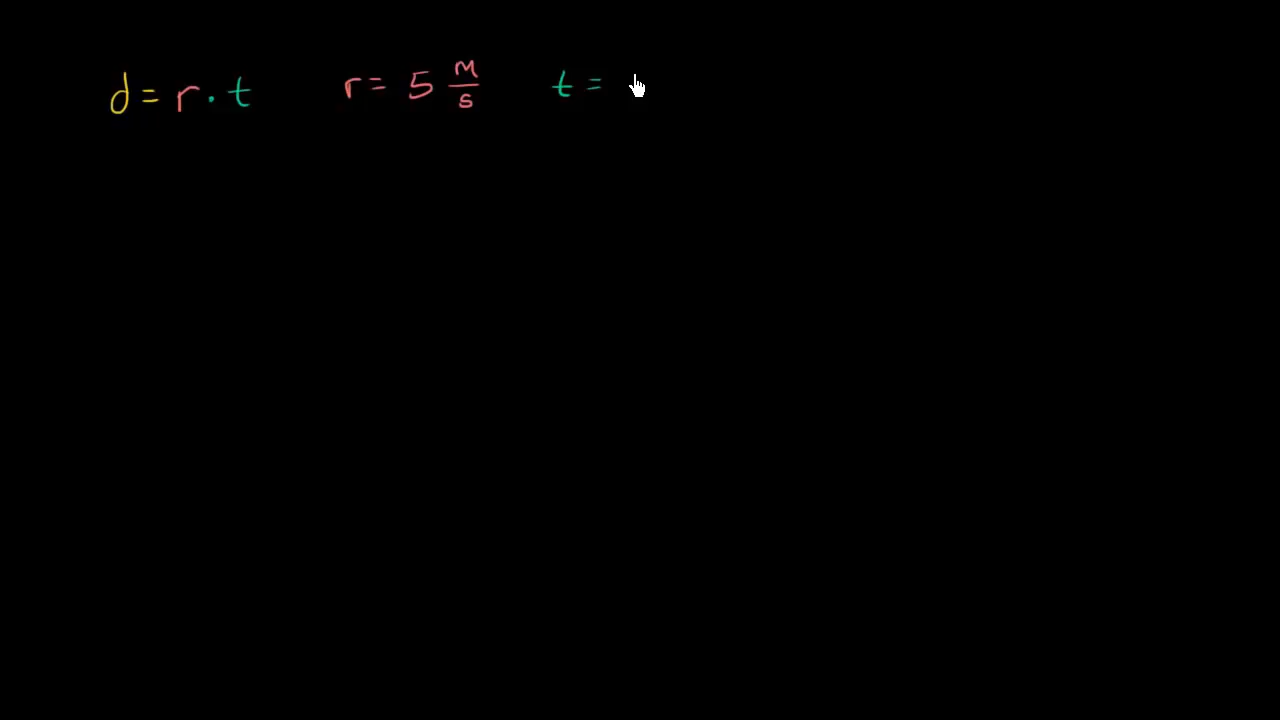 d = r · t r = 5 m/s t =